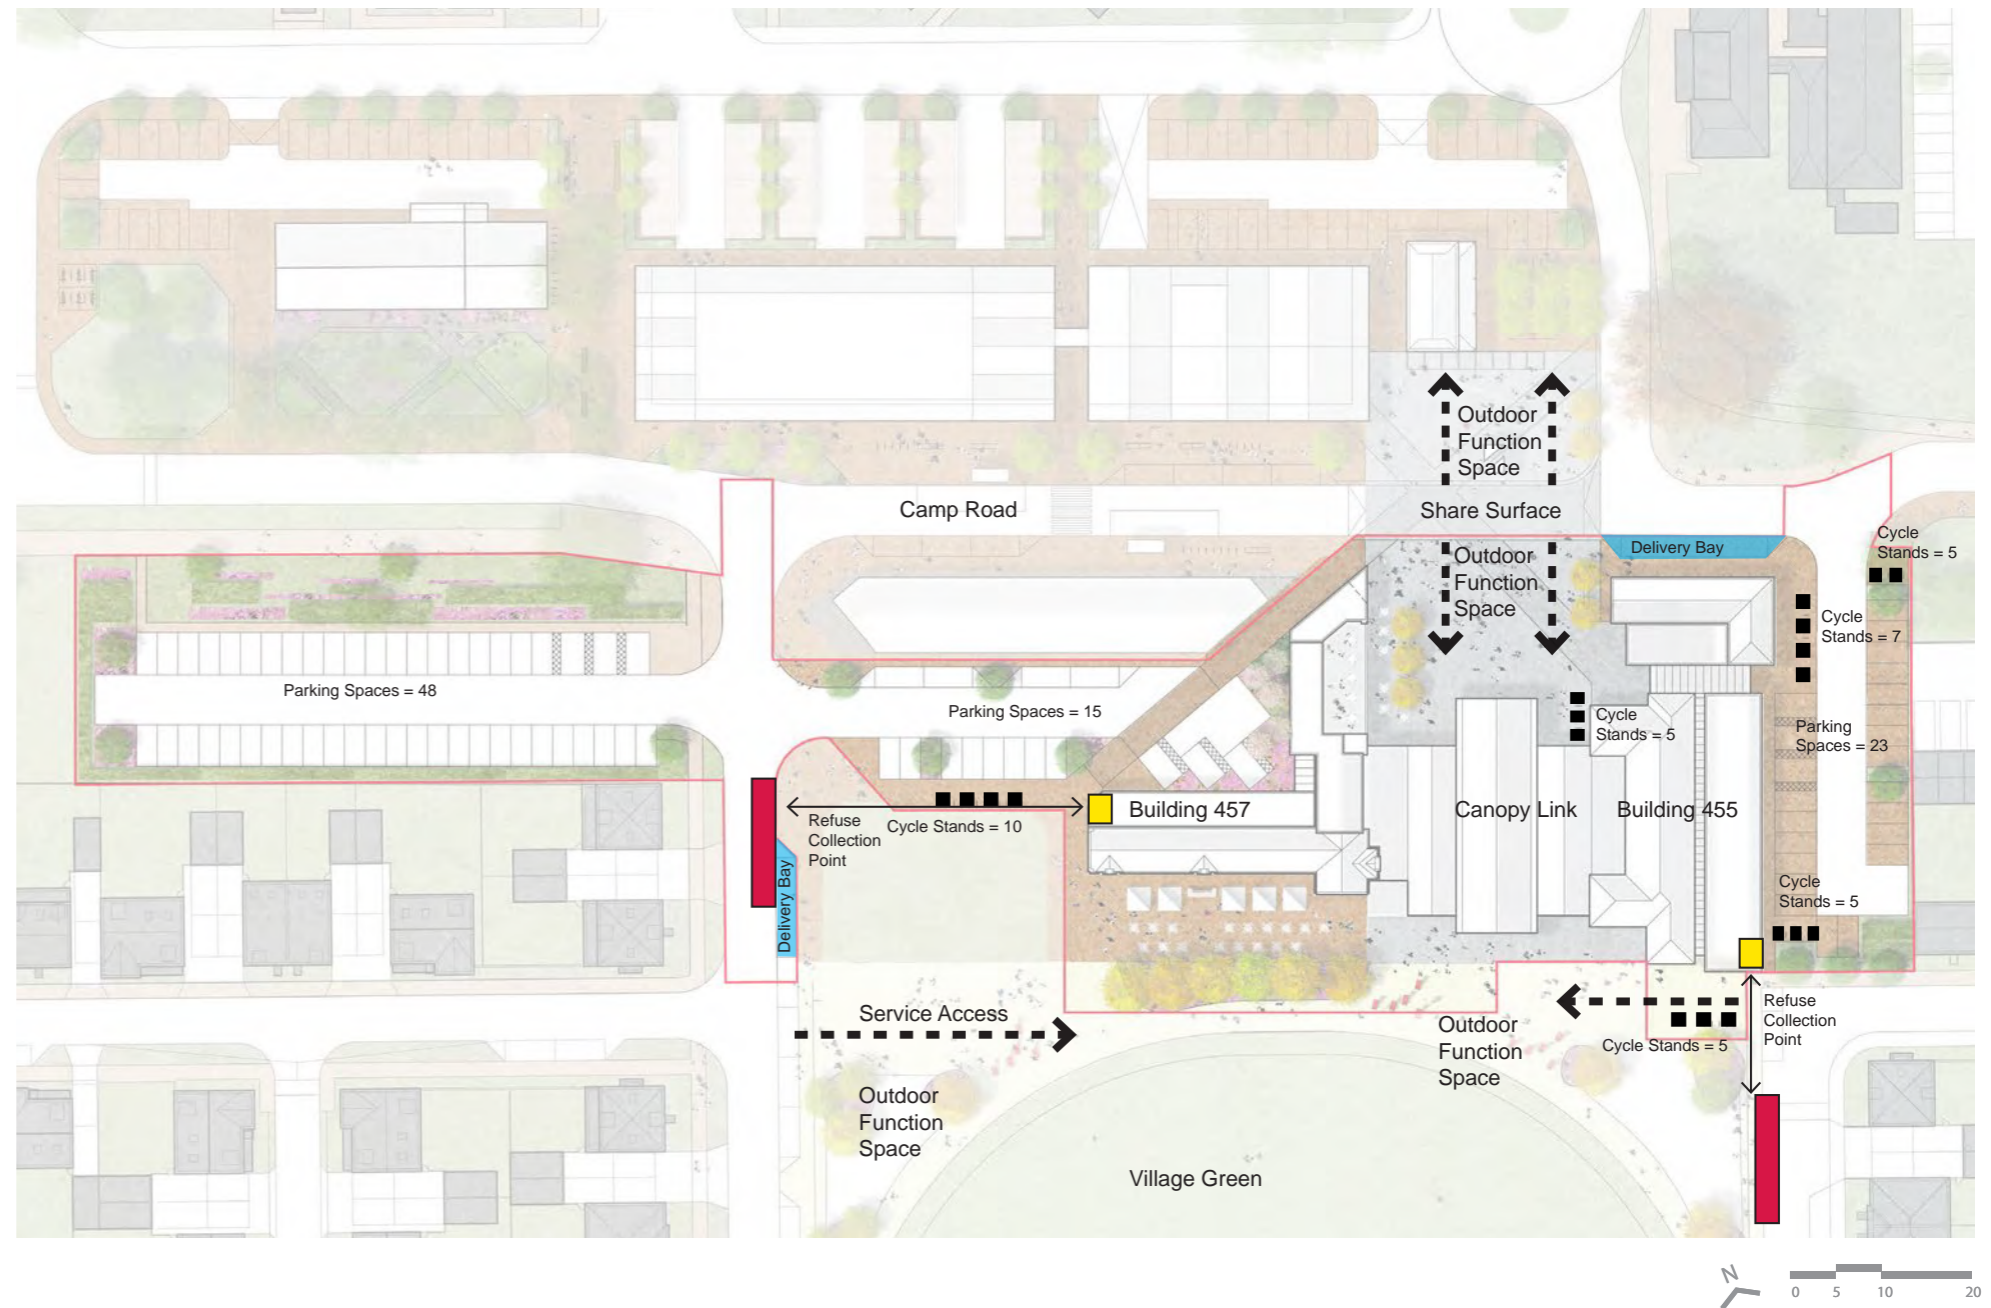 Outdoor
Function
Space
Camp Road
Share Surface
Outdoor
Function
Space
Delivery Bay
Cycle
Stands = 5
Cycle
Stands = 7
Parking Spaces = 48
Parking Spaces = 15
Cycle
Stands = 5
Parking
Spaces = 23
Refuse
Collection
Point
Cycle Stands = 10
Building 457
Canopy Link
Building 455
Delivery Bay
Cycle
Stands = 5
Service Access
Outdoor
Function
Space
Cycle Stands = 5
Refuse
Collection
Point
Outdoor
Function
Space
Village Green
N
0 5 10 20